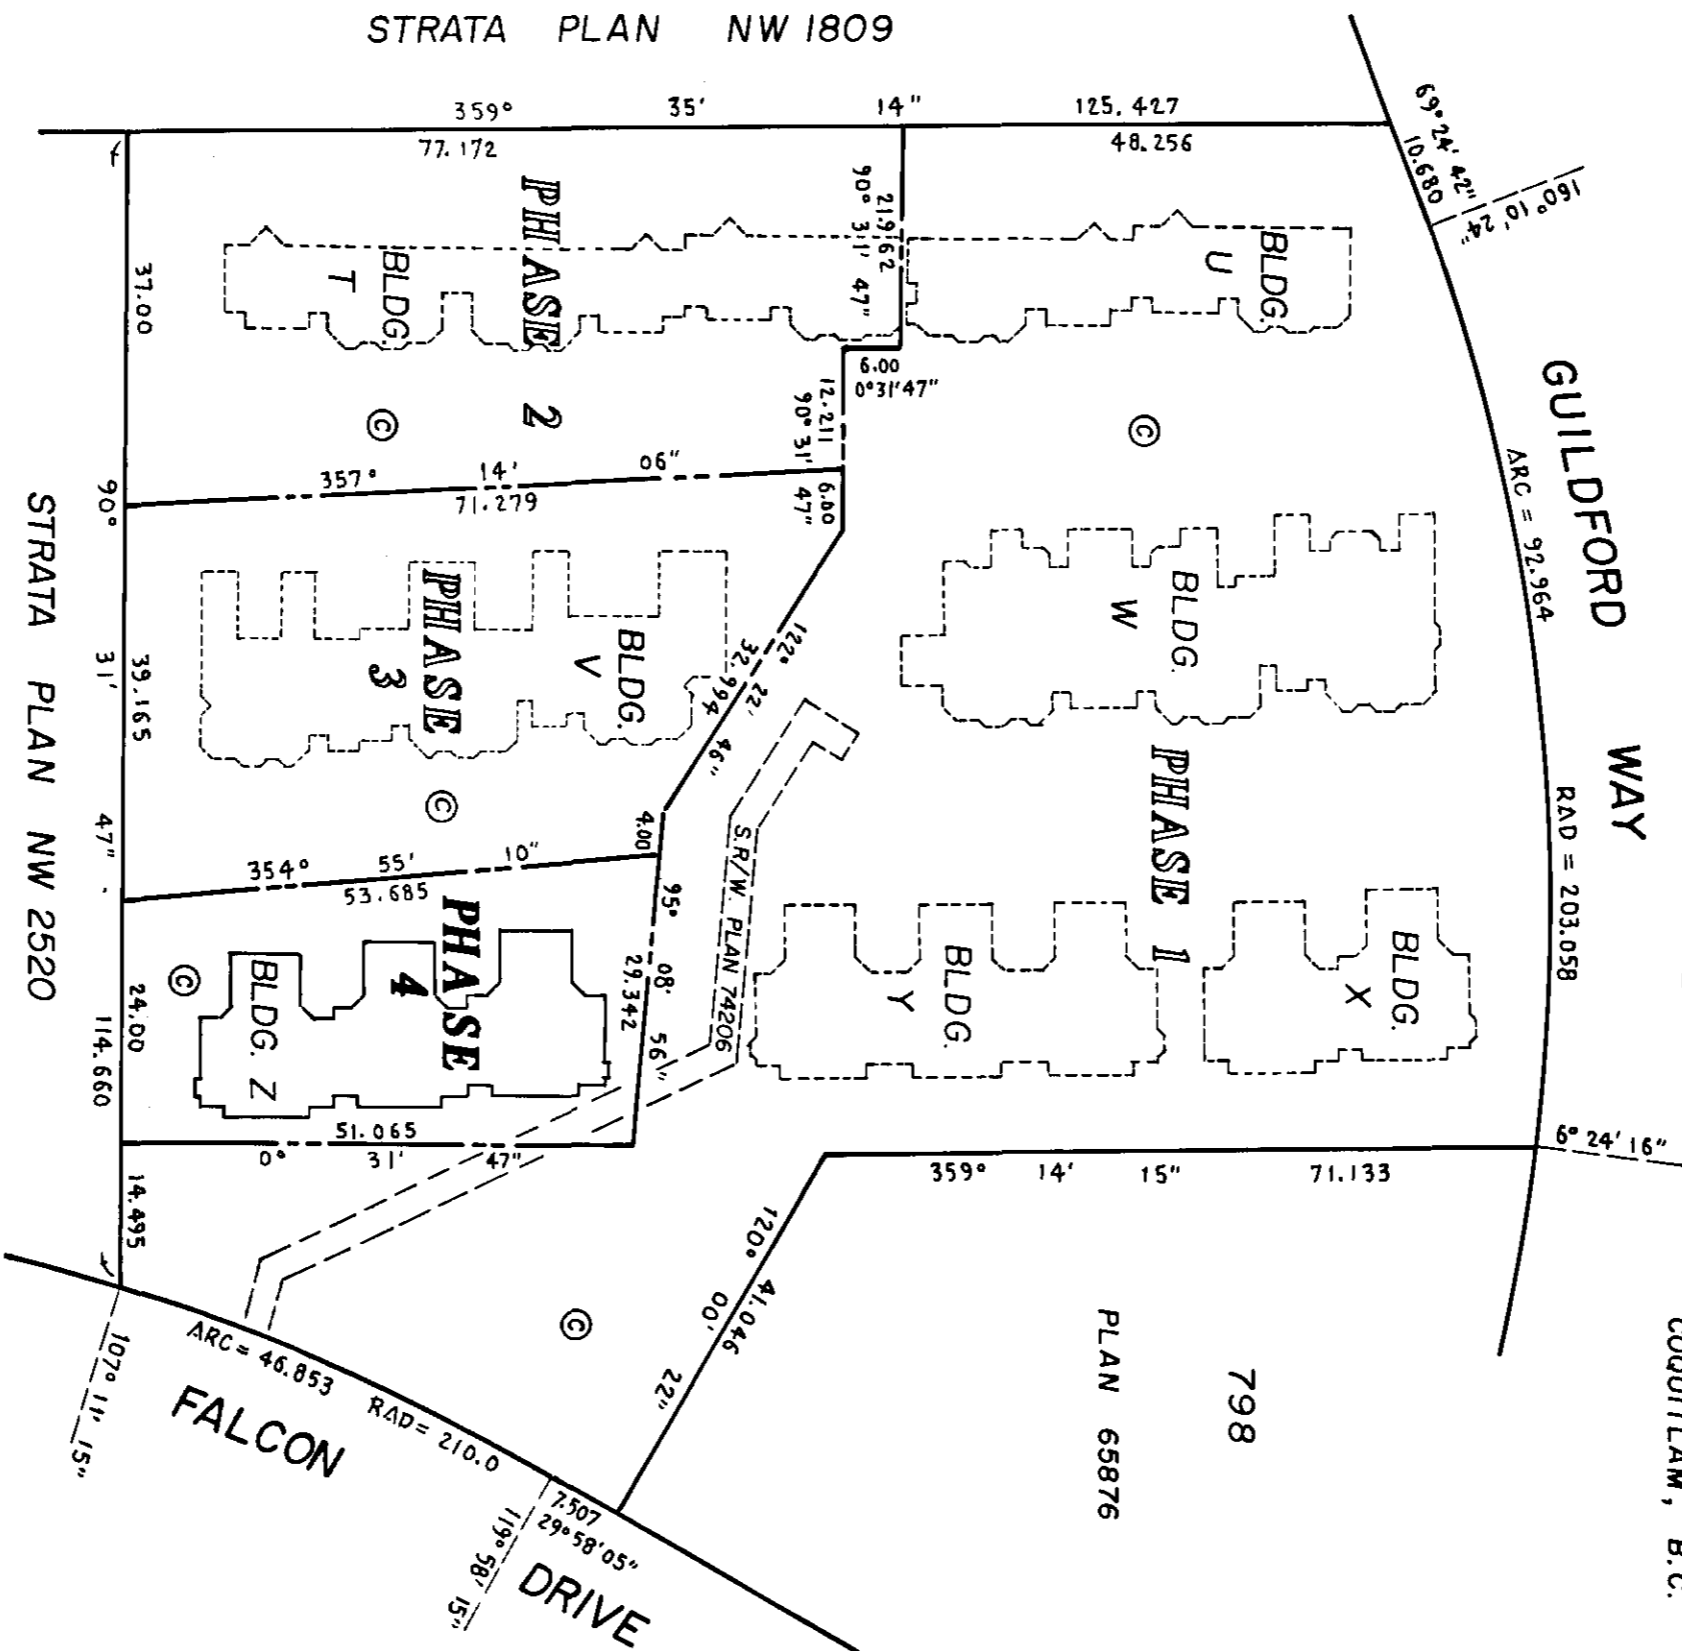 STRATA PLAN NW 1809
359° 35' 14" 125.427
77.172
48.256
69° 24' 42"
10.680
160° 10' 24"
21.962
90° 31' 47"
PHASE 2
BLDG.
T
BLDG.
U
37.00
6.00
0°31'47"
12.211
90° 31' 47"
6.00
©
©
GUILDFORD WAY
ARC = 92.964
RAD = 203.058
357° 14' 06"
71.279
90° 31' 47"
STRATA PLAN NW 2520
39.165
PHASE 3
BLDG.
V
BLDG.
W
122° 22' 46"
32.994
PHASE 1
©
4.00
S.R/W. PLAN 74206
354° 55' 10"
53.685
95° 08' 56"
29.342
PHASE 4
BLDG. Z
©
BLDG.
Y
BLDG.
X
24.00
114.660
51.065
0° 31' 47"
14.495
359° 14' 15" 71.133
6° 24' 16"
120° 00' 22"
41.046
©
ARC = 46.853
RAD = 210.0
107° 11' 15"
FALCON DRIVE
7.507
29°58'05"
119° 58' 15"
PLAN 65876
798
COQUITLAM, B.C.